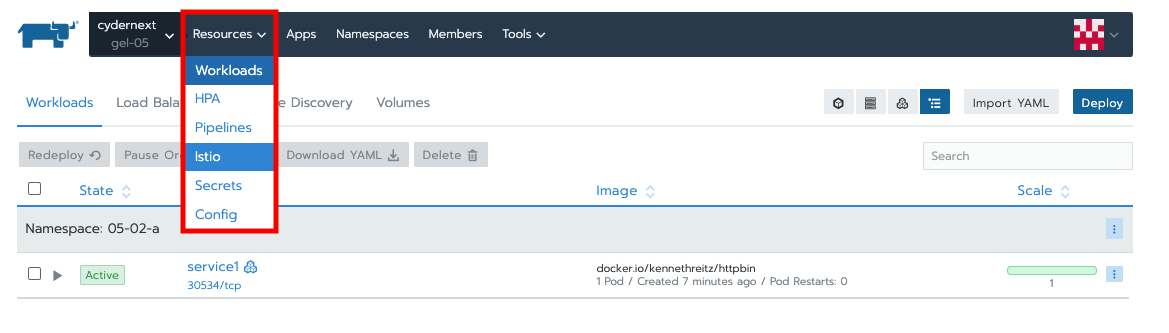 cydernext
gel-05
Resources Apps Namespaces Members Tools
Workloads
HPA
Pipelines
Istio
Secrets
Config
Workloads Load Bala e Discovery Volumes
Import YAML Deploy
Redeploy Pause Or Download YAML Delete Search
State Image Scale
Namespace: 05-02-a
Active service1 docker.io/kennethreitz/httpbin
30534/tcp 1 Pod / Created 7 minutes ago / Pod Restarts: 0 1